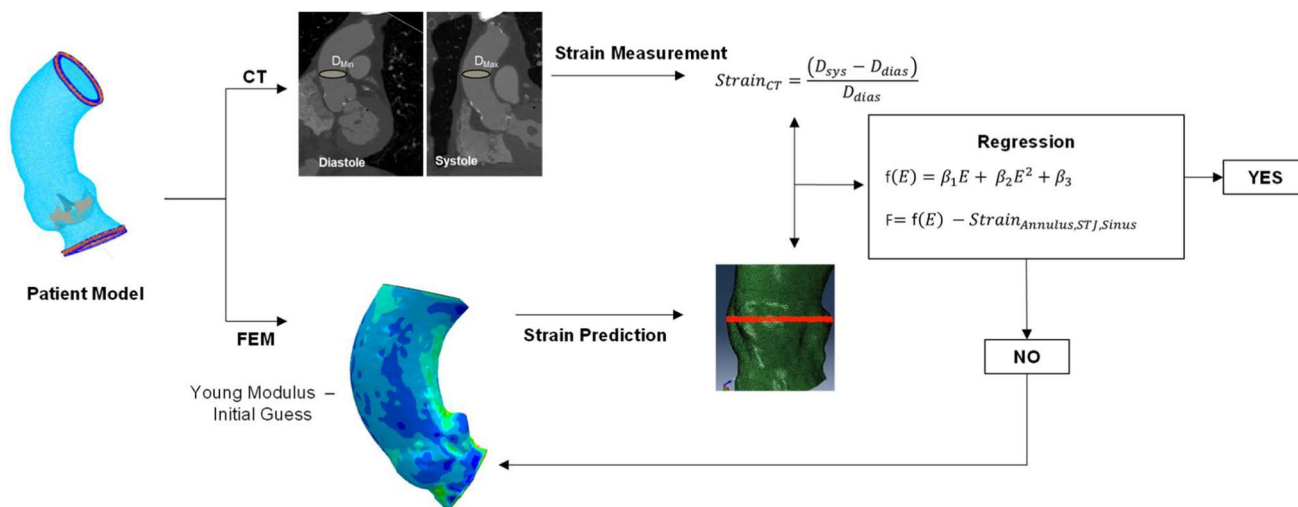 Patient Model
CT
D_Min
Diastole
D_Max
Systole
Strain Measurement
Strain_CT = (D_sys − D_dias) / D_dias
FEM
Young Modulus –
Initial Guess
Strain Prediction
Regression
f(E) = β₁E + β₂E² + β₃
F= f(E) − Strain_Annulus,STJ,Sinus
YES
NO